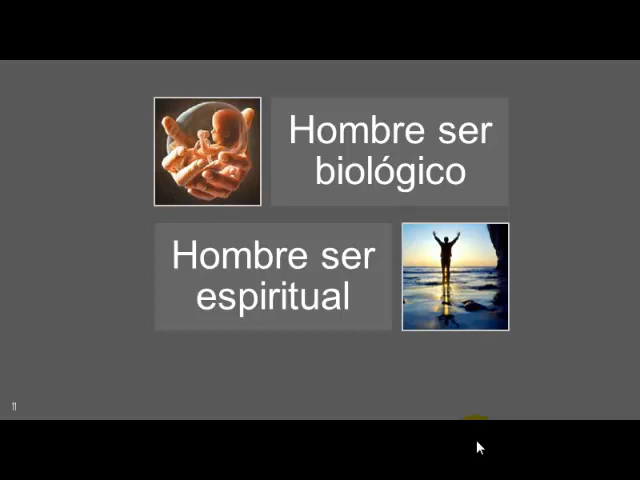 Hombre ser
biológico
Hombre ser
espiritual
11